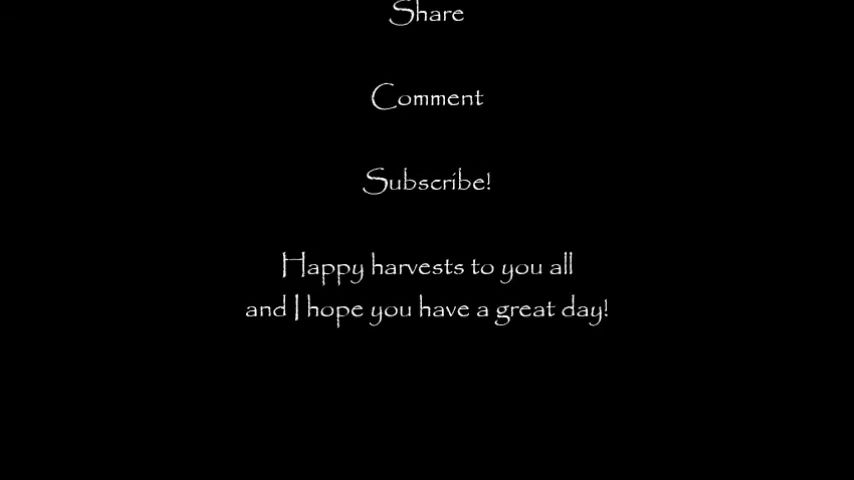 Share
Comment
Subscribe!
Happy harvests to you all
and I hope you have a great day!